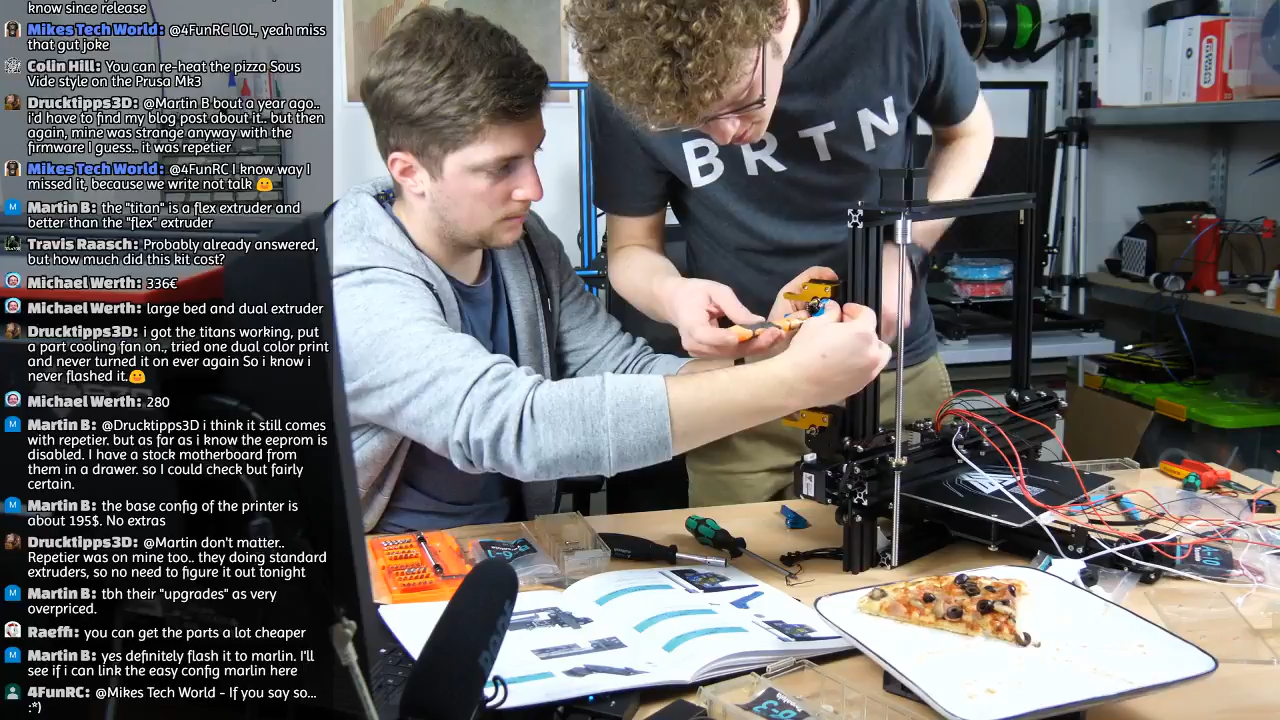 know since release
Mikes Tech World: @4FunRC LOL, yeah miss
that gut joke
Colin Hill: You can re-heat the pizza Sous
Vide style on the Prusa Mk3
Drucktipps3D: @Martin B bout a year ago..
i'd have to find my blog post about it.. but then
again, mine was strange anyway with the
firmware I guess.. it was repetier
Mikes Tech World: @4FunRC I know way I
missed it, because we write not talk
Martin B: the "titan" is a flex extruder and
better than the "flex" extruder
Travis Raasch: Probably already answered,
but how much did this kit cost?
Michael Werth: 336€
Michael Werth: large bed and dual extruder
Drucktipps3D: i got the titans working, put
a part cooling fan on., tried one dual color print
and never turned it on ever again So i know i
never flashed it.
Michael Werth: 280
Martin B: @Drucktipps3D i think it still comes
with repetier. but as far as i know the eeprom is
disabled. I have a stock motherboard from
them in a drawer. so I could check but fairly
certain.
Martin B: the base config of the printer is
about 195$. No extras
Drucktipps3D: @Martin don't matter..
Repetier was on mine too.. they doing standard
extruders, so no need to figure it out tonight
Martin B: tbh their "upgrades" as very
overpriced.
Raffn: you can get the parts a lot cheaper
Martin B: yes definitely flash it to marlin. I'll
see if i can link the easy config marlin here
4FunRC: @Mikes Tech World - If you say so...
:*)
BRTN
M
M
M
M
M